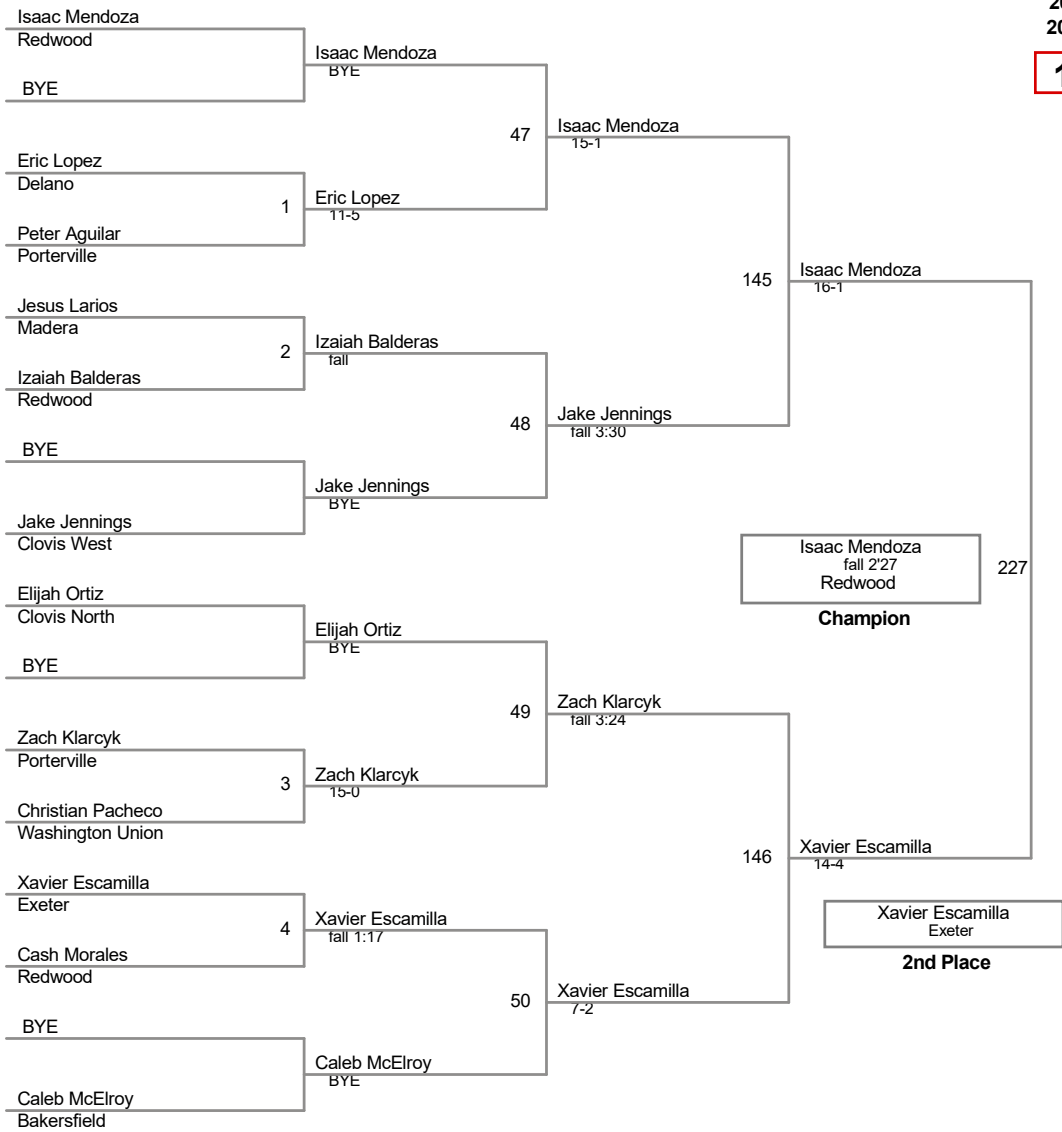 Isaac Mendoza
Redwood
BYE
Eric Lopez
Delano
1
Peter Aguilar
Porterville
Jesus Larios
Madera
2
Izaiah Balderas
Redwood
BYE
Jake Jennings
Clovis West
Elijah Ortiz
Clovis North
BYE
Zach Klarcyk
Porterville
3
Christian Pacheco
Washington Union
Xavier Escamilla
Exeter
4
Cash Morales
Redwood
BYE
Caleb McElroy
Bakersfield
Isaac Mendoza
BYE
47
Eric Lopez
11-5
Izaiah Balderas
fall
48
Jake Jennings
BYE
Elijah Ortiz
BYE
49
Zach Klarcyk
15-0
Xavier Escamilla
fall 1:17
50
Caleb McElroy
BYE
Isaac Mendoza
15-1
145
Jake Jennings
fall 3:30
Zach Klarcyk
fall 3:24
146
Xavier Escamilla
7-2
Isaac Mendoza
16-1
227
Xavier Escamilla
14-4
Isaac Mendoza
fall 2'27
Redwood
Champion
Xavier Escamilla
Exeter
2nd Place